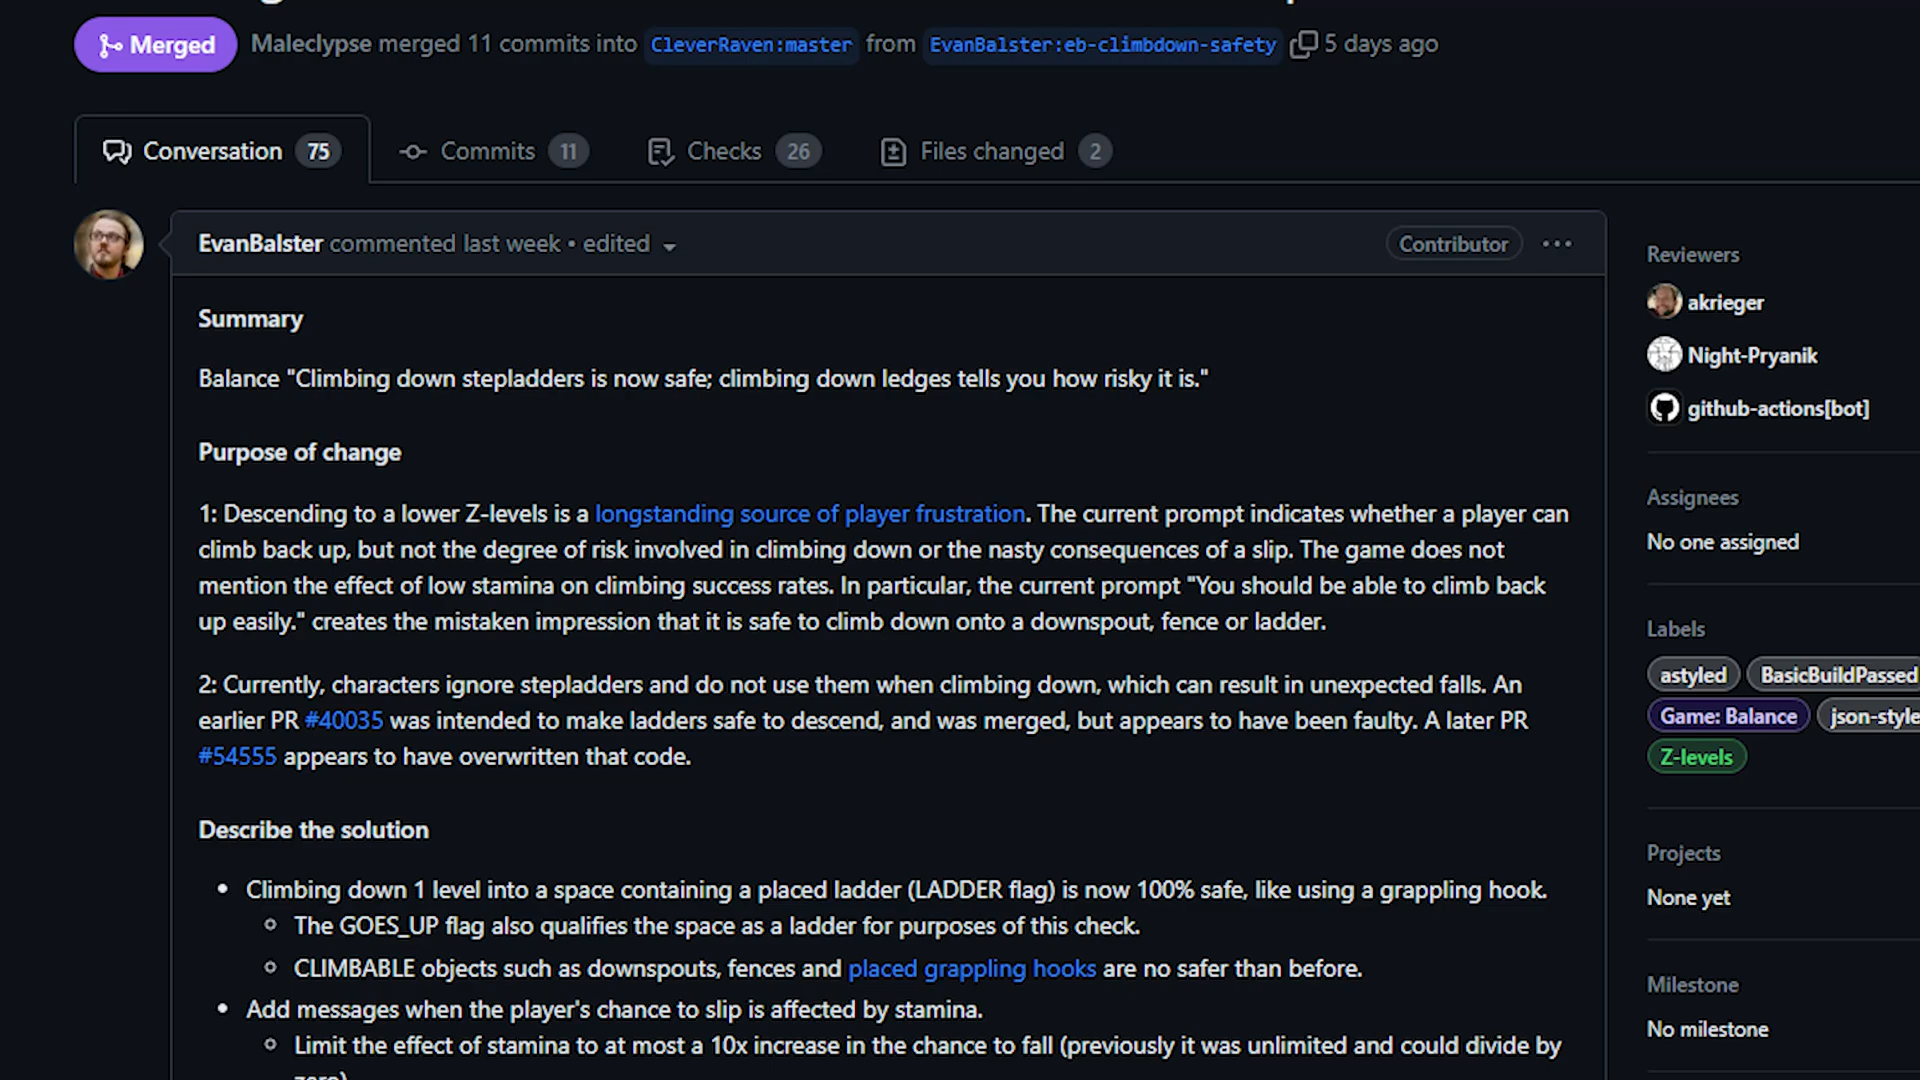 Merged Maleclypse merged 11 commits into CleverRaven:master from EvanBalster:eb-climbdown-safety 5 days ago
Conversation 75 Commits 11 Checks 26 Files changed 2
EvanBalster commented last week • edited Contributor
Summary
Balance "Climbing down stepladders is now safe; climbing down ledges tells you how risky it is."
Purpose of change
1: Descending to a lower Z-levels is a longstanding source of player frustration. The current prompt indicates whether a player can
climb back up, but not the degree of risk involved in climbing down or the nasty consequences of a slip. The game does not
mention the effect of low stamina on climbing success rates. In particular, the current prompt "You should be able to climb back
up easily." creates the mistaken impression that it is safe to climb down onto a downspout, fence or ladder.
2: Currently, characters ignore stepladders and do not use them when climbing down, which can result in unexpected falls. An
earlier PR #40035 was intended to make ladders safe to descend, and was merged, but appears to have been faulty. A later PR
#54555 appears to have overwritten that code.
Describe the solution
• Climbing down 1 level into a space containing a placed ladder (LADDER flag) is now 100% safe, like using a grappling hook.
◦ The GOES_UP flag also qualifies the space as a ladder for purposes of this check.
◦ CLIMBABLE objects such as downspouts, fences and placed grappling hooks are no safer than before.
• Add messages when the player's chance to slip is affected by stamina.
◦ Limit the effect of stamina to at most a 10x increase in the chance to fall (previously it was unlimited and could divide by
Reviewers
akrieger
Night-Pryanik
github-actions[bot]
Assignees
No one assigned
Labels
astyled BasicBuildPassed
Game: Balance json-style
Z-levels
Projects
None yet
Milestone
No milestone